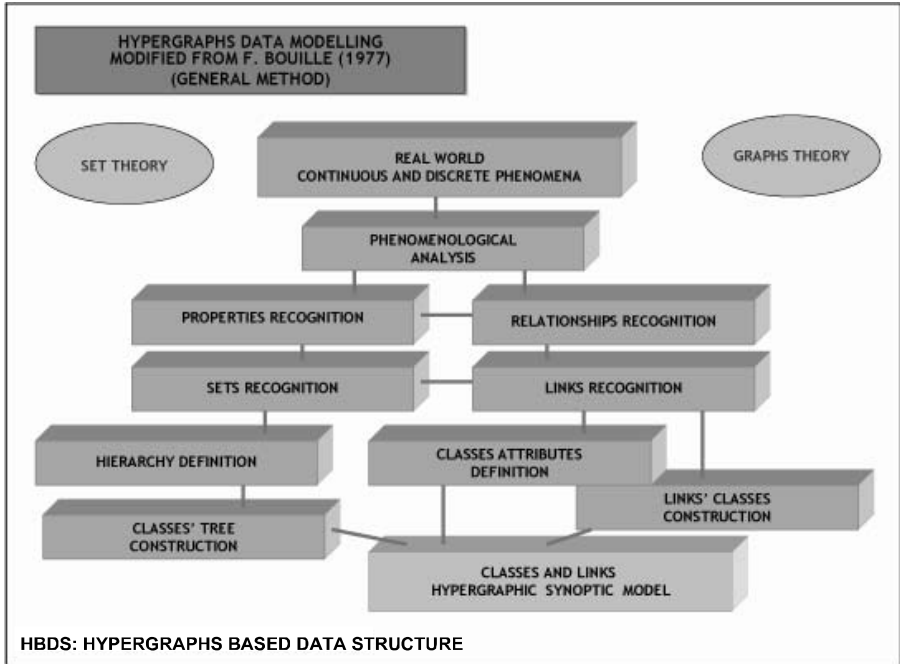 HYPERGRAPHS DATA MODELLING
MODIFIED FROM F. BOUILLE (1977)
(GENERAL METHOD)
SET THEORY
GRAPHS THEORY
REAL WORLD
CONTINUOUS AND DISCRETE PHENOMENA
PHENOMENOLOGICAL
ANALYSIS
PROPERTIES RECOGNITION
RELATIONSHIPS RECOGNITION
SETS RECOGNITION
LINKS RECOGNITION
HIERARCHY DEFINITION
CLASSES ATTRIBUTES
DEFINITION
LINKS' CLASSES
CONSTRUCTION
CLASSES' TREE
CONSTRUCTION
CLASSES AND LINKS
HYPERGRAPHIC SYNOPTIC MODEL
HBDS: HYPERGRAPHS BASED DATA STRUCTURE